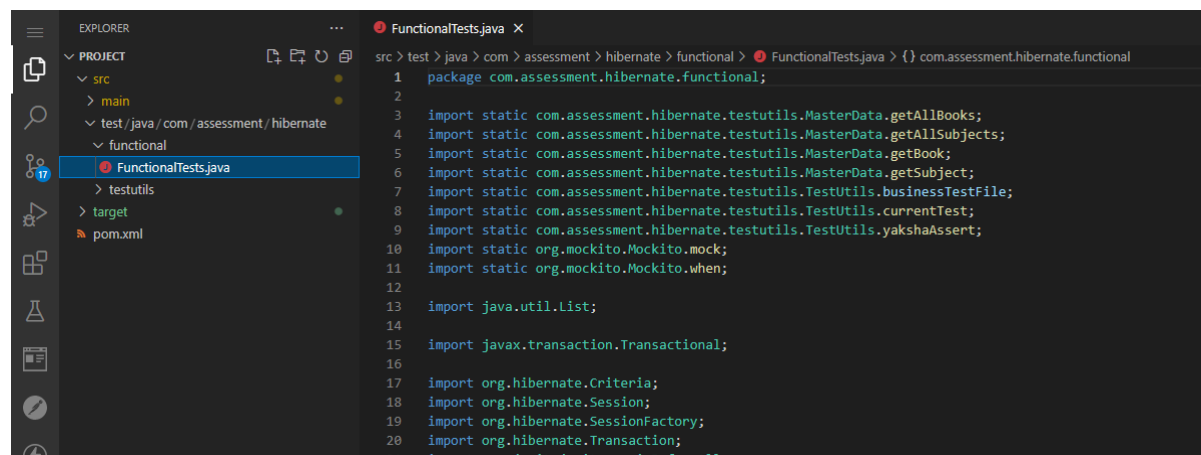 EXPLORER
PROJECT
src
main
test/java/com/assessment/hibernate
functional
FunctionalTests.java
testutils
target
pom.xml
17
FunctionalTests.java
src > test > java > com > assessment > hibernate > functional > FunctionalTests.java > {} com.assessment.hibernate.functional
1 package com.assessment.hibernate.functional;
2
3 import static com.assessment.hibernate.testutils.MasterData.getAllBooks;
4 import static com.assessment.hibernate.testutils.MasterData.getAllSubjects;
5 import static com.assessment.hibernate.testutils.MasterData.getBook;
6 import static com.assessment.hibernate.testutils.MasterData.getSubject;
7 import static com.assessment.hibernate.testutils.TestUtils.businessTestFile;
8 import static com.assessment.hibernate.testutils.TestUtils.currentTest;
9 import static com.assessment.hibernate.testutils.TestUtils.yakshaAssert;
10 import static org.mockito.Mockito.mock;
11 import static org.mockito.Mockito.when;
12
13 import java.util.List;
14
15 import javax.transaction.Transactional;
16
17 import org.hibernate.Criteria;
18 import org.hibernate.Session;
19 import org.hibernate.SessionFactory;
20 import org.hibernate.Transaction;